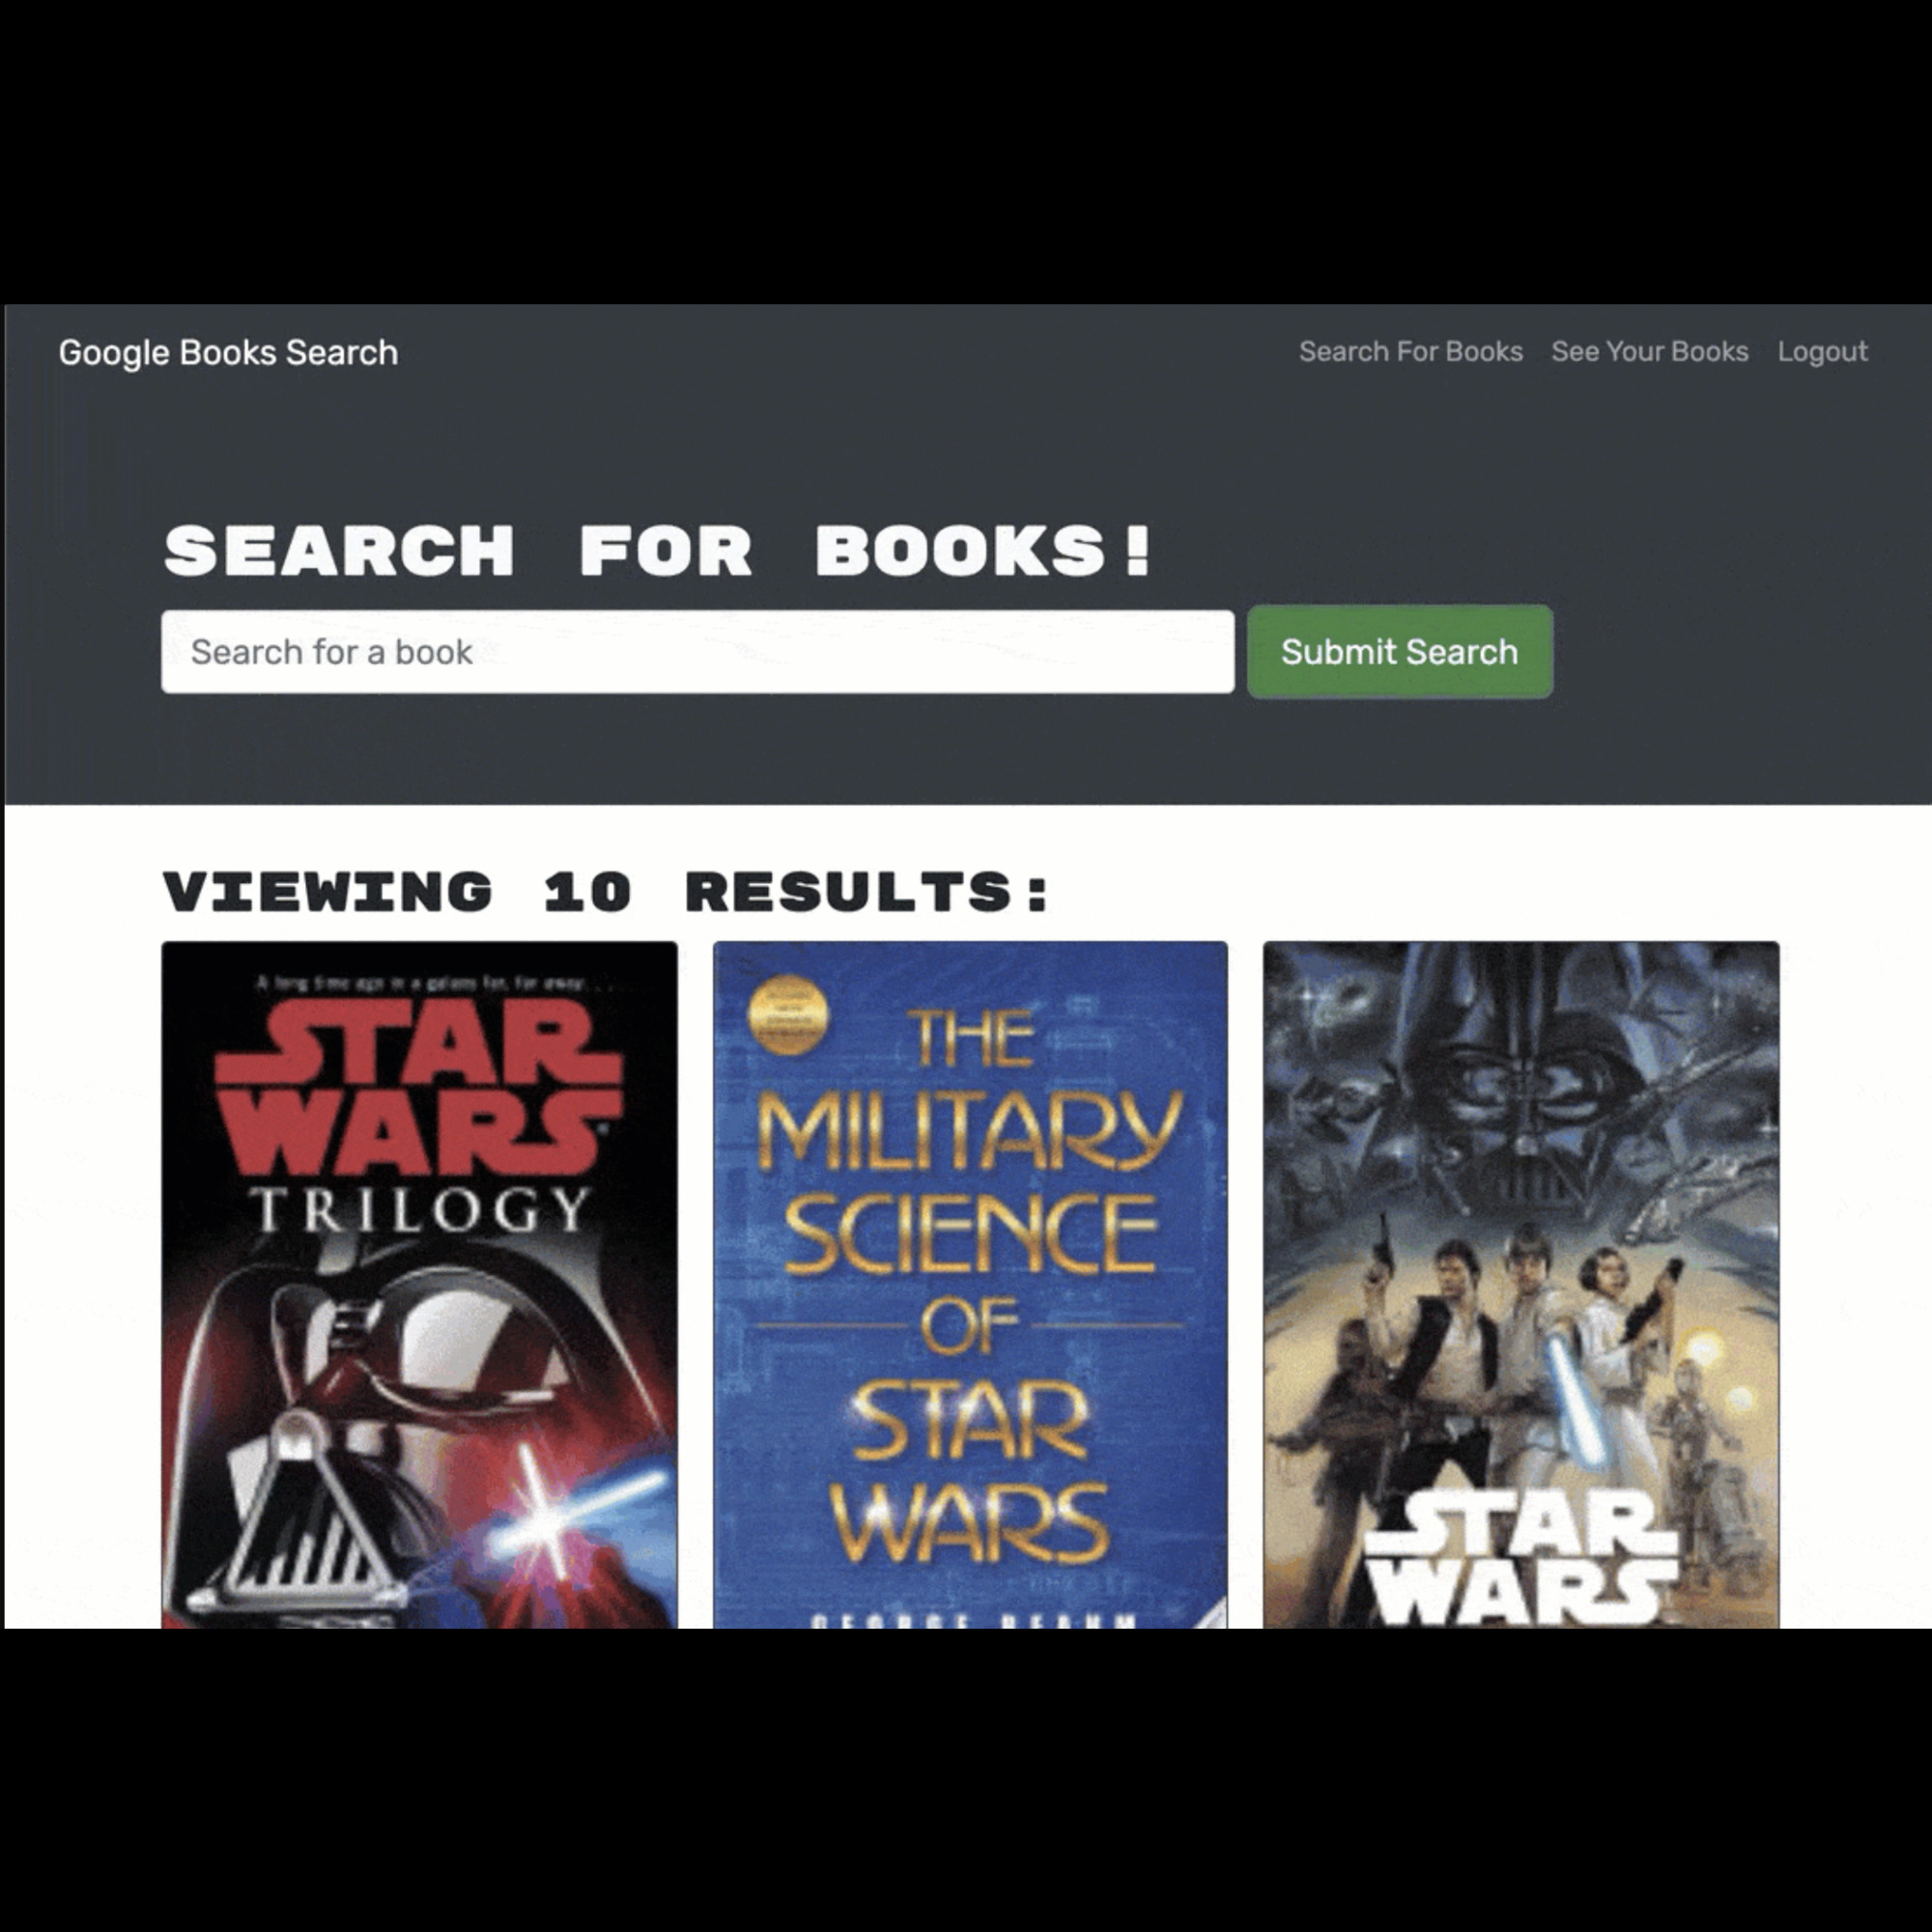 Google Books Search
Search For Books See Your Books Logout
SEARCH FOR BOOKS!
Search for a book
Submit Search
VIEWING 10 RESULTS:
A long time ago in a galaxy far, far away. . .
STAR
WARS
TRILOGY
THE
MILITARY
SCIENCE
OF
STAR
WARS
GEORGE BEAHM
STAR
WARS